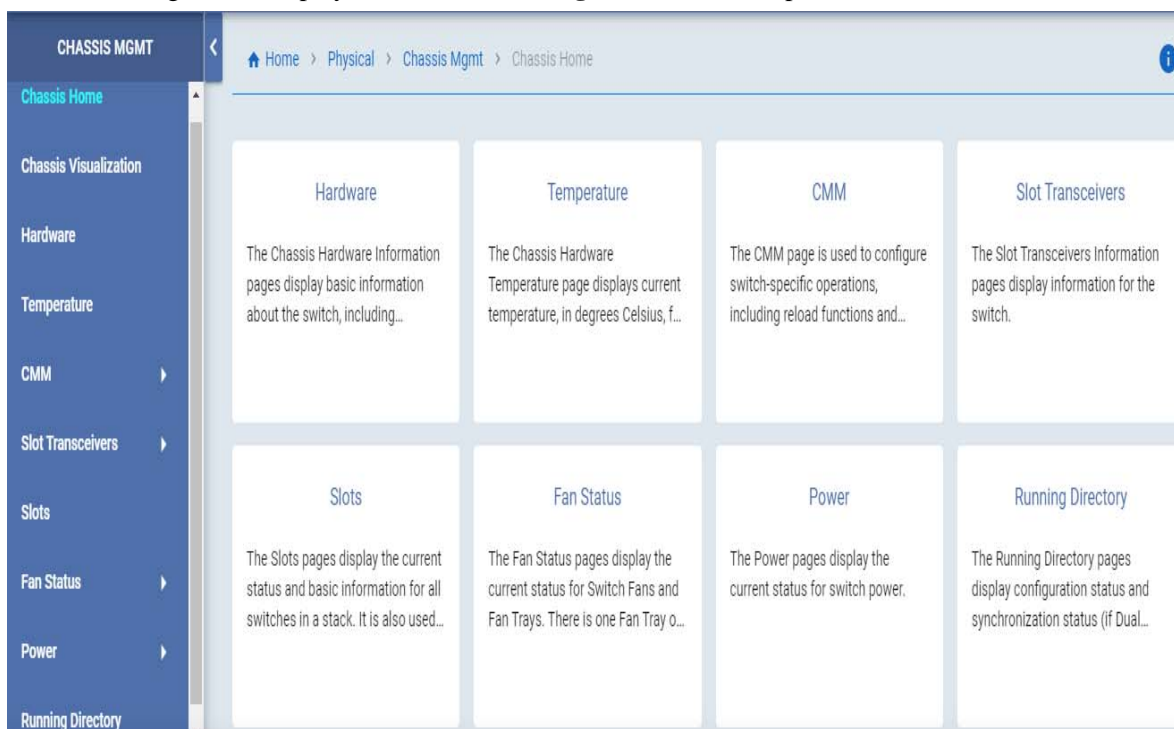 CHASSIS MGMT
Home > Physical > Chassis Mgmt > Chassis Home
Chassis Home
Chassis Visualization
Hardware
Temperature
CMM
Slot Transceivers
Slots
Fan Status
Power
Running Directory
Hardware
The Chassis Hardware Information
pages display basic information
about the switch, including...
Temperature
The Chassis Hardware
Temperature page displays current
temperature, in degrees Celsius, f...
CMM
The CMM page is used to configure
switch-specific operations,
including reload functions and...
Slot Transceivers
The Slot Transceivers Information
pages display information for the
switch.
Slots
The Slots pages display the current
status and basic information for all
switches in a stack. It is also used...
Fan Status
The Fan Status pages display the
current status for Switch Fans and
Fan Trays. There is one Fan Tray o...
Power
The Power pages display the
current status for switch power.
Running Directory
The Running Directory pages
display configuration status and
synchronization status (if Dual...